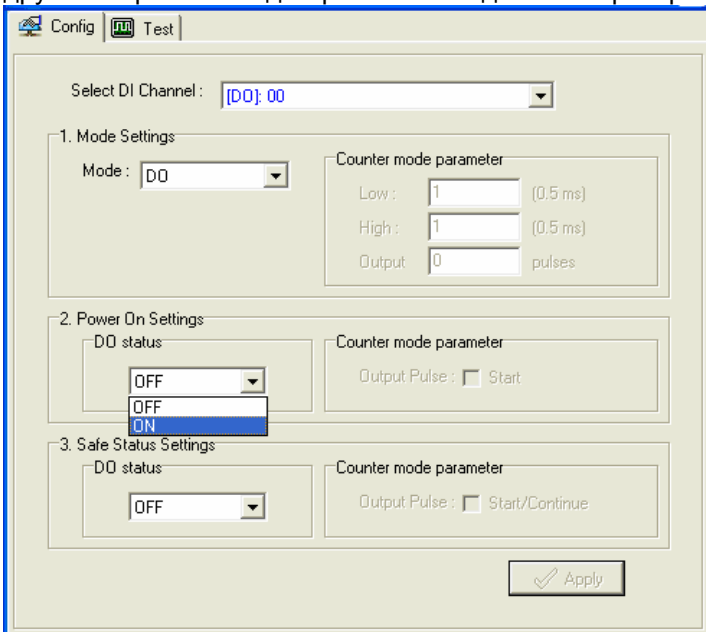 Config Test
Select DI Channel : [DO]: 00
1. Mode Settings
Mode : DO
Counter mode parameter
Low : 1 (0.5 ms)
High : 1 (0.5 ms)
Output 0 pulses
2. Power On Settings
DO status
OFF
OFF
ON
Counter mode parameter
Output Pulse : Start
3. Safe Status Settings
DO status
OFF
Counter mode parameter
Output Pulse : Start/Continue
Apply